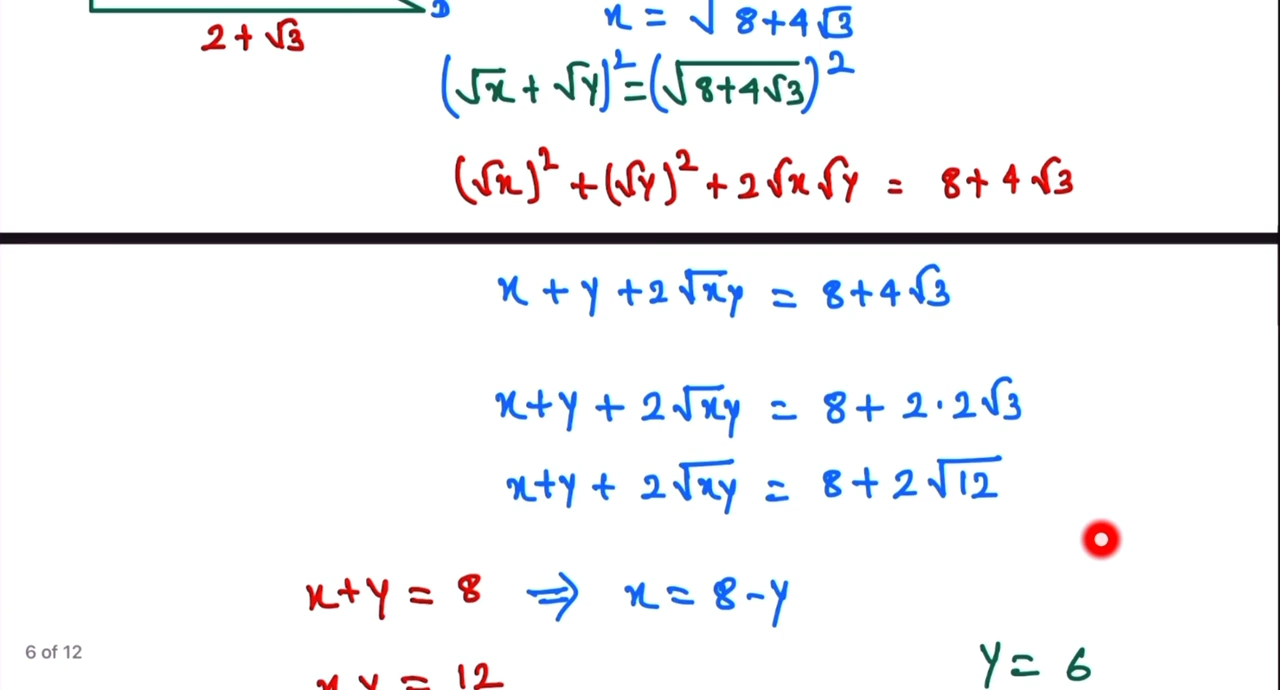 D
2 + √3
x = √8+4√3
(√x + √y)² = (√8+4√3)²
(√x)² + (√y)² + 2√x√y = 8+4√3
x + y + 2√xy = 8+4√3
x+y + 2√xy = 8+ 2·2√3
x+y + 2√xy = 8+2√12
x+y = 8 ⇒ x = 8-y
6 of 12
y = 6
xy = 12